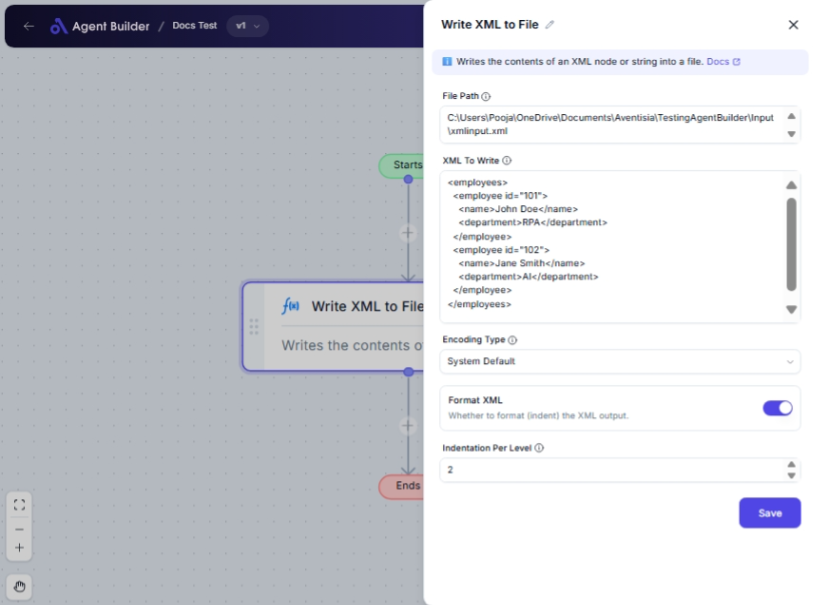 Agent Builder / Docs Test v1
Starts
Write XML to File
Writes the contents o
Ends
Write XML to File
Writes the contents of an XML node or string into a file. Docs
File Path
C:\Users\Pooja\OneDrive\Documents\Aventisia\TestingAgentBuilder\Input
\xmlinput.xml
XML To Write
<employees>
<employee id="101">
<name>John Doe</name>
<department>RPA</department>
</employee>
<employee id="102">
<name>Jane Smith</name>
<department>AI</department>
</employee>
</employees>
Encoding Type
System Default
Format XML
Whether to format (indent) the XML output.
Indentation Per Level
2
Save